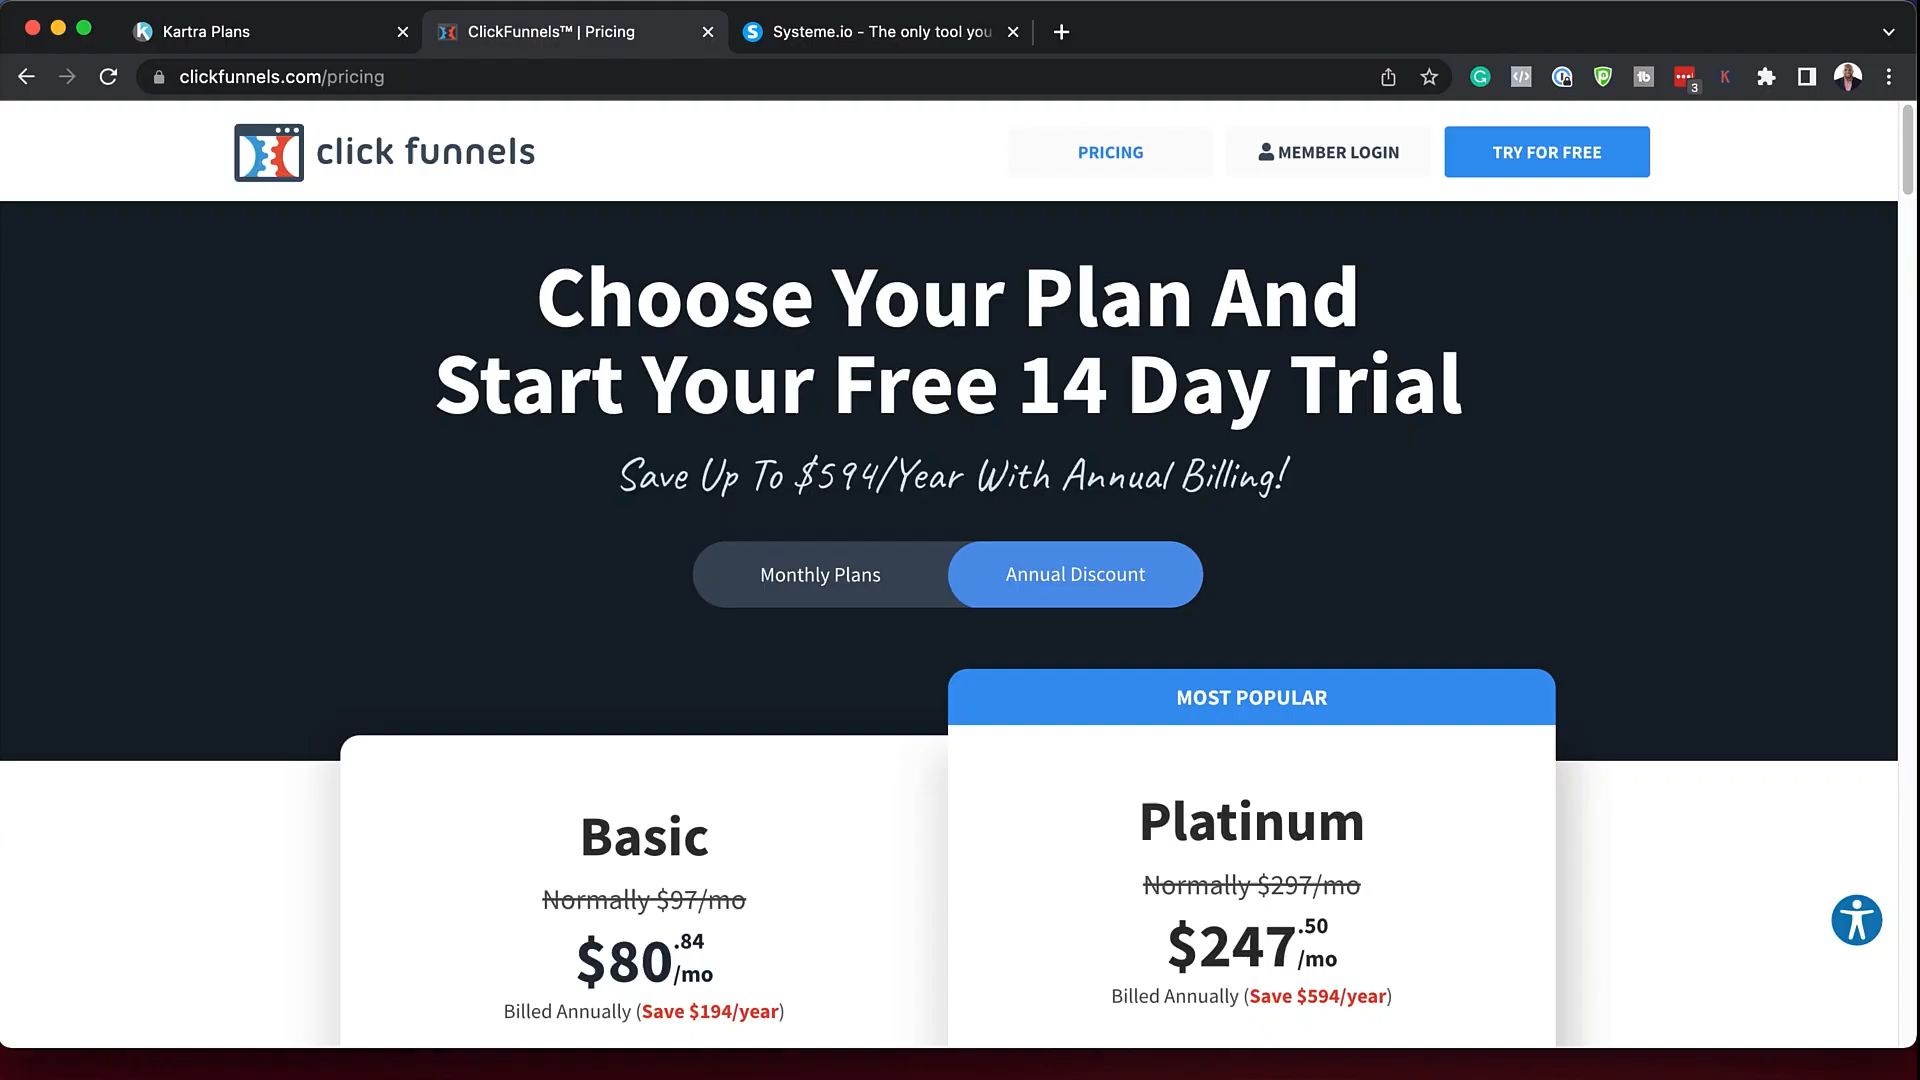 Kartra Plans
ClickFunnels™ | Pricing
Systeme.io - The only tool you
clickfunnels.com/pricing
3
click funnels
PRICING
MEMBER LOGIN
TRY FOR FREE
Choose Your Plan And
Start Your Free 14 Day Trial
Save Up To $594/Year With Annual Billing!
Monthly Plans
Annual Discount
MOST POPULAR
Basic
Normally $97/mo
$80.84/mo
Billed Annually (Save $194/year)
Platinum
Normally $297/mo
$247.50/mo
Billed Annually (Save $594/year)